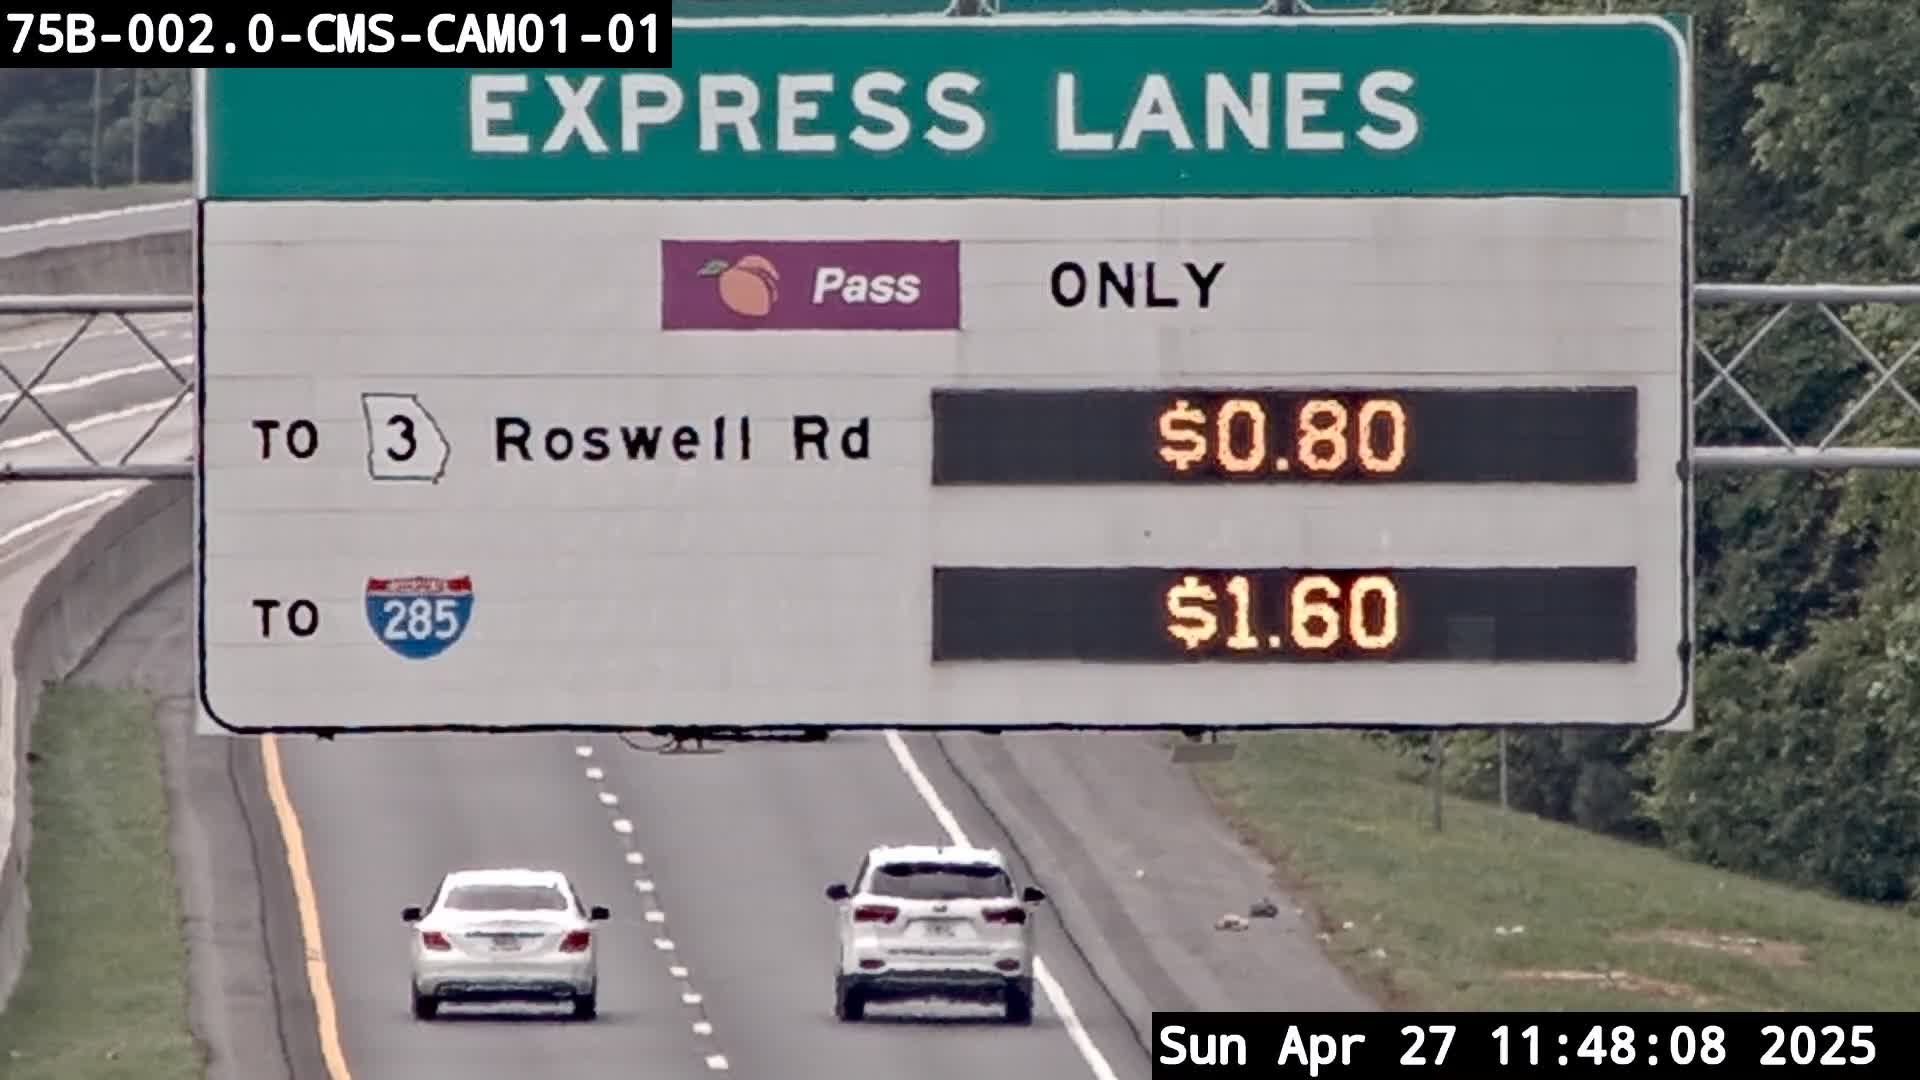 75B-002.0-CMS-CAM01-01
EXPRESS LANES
Pass ONLY
TO 3 Roswell Rd $0.80
TO 285 $1.60
Sun Apr 27 11:48:08 2025